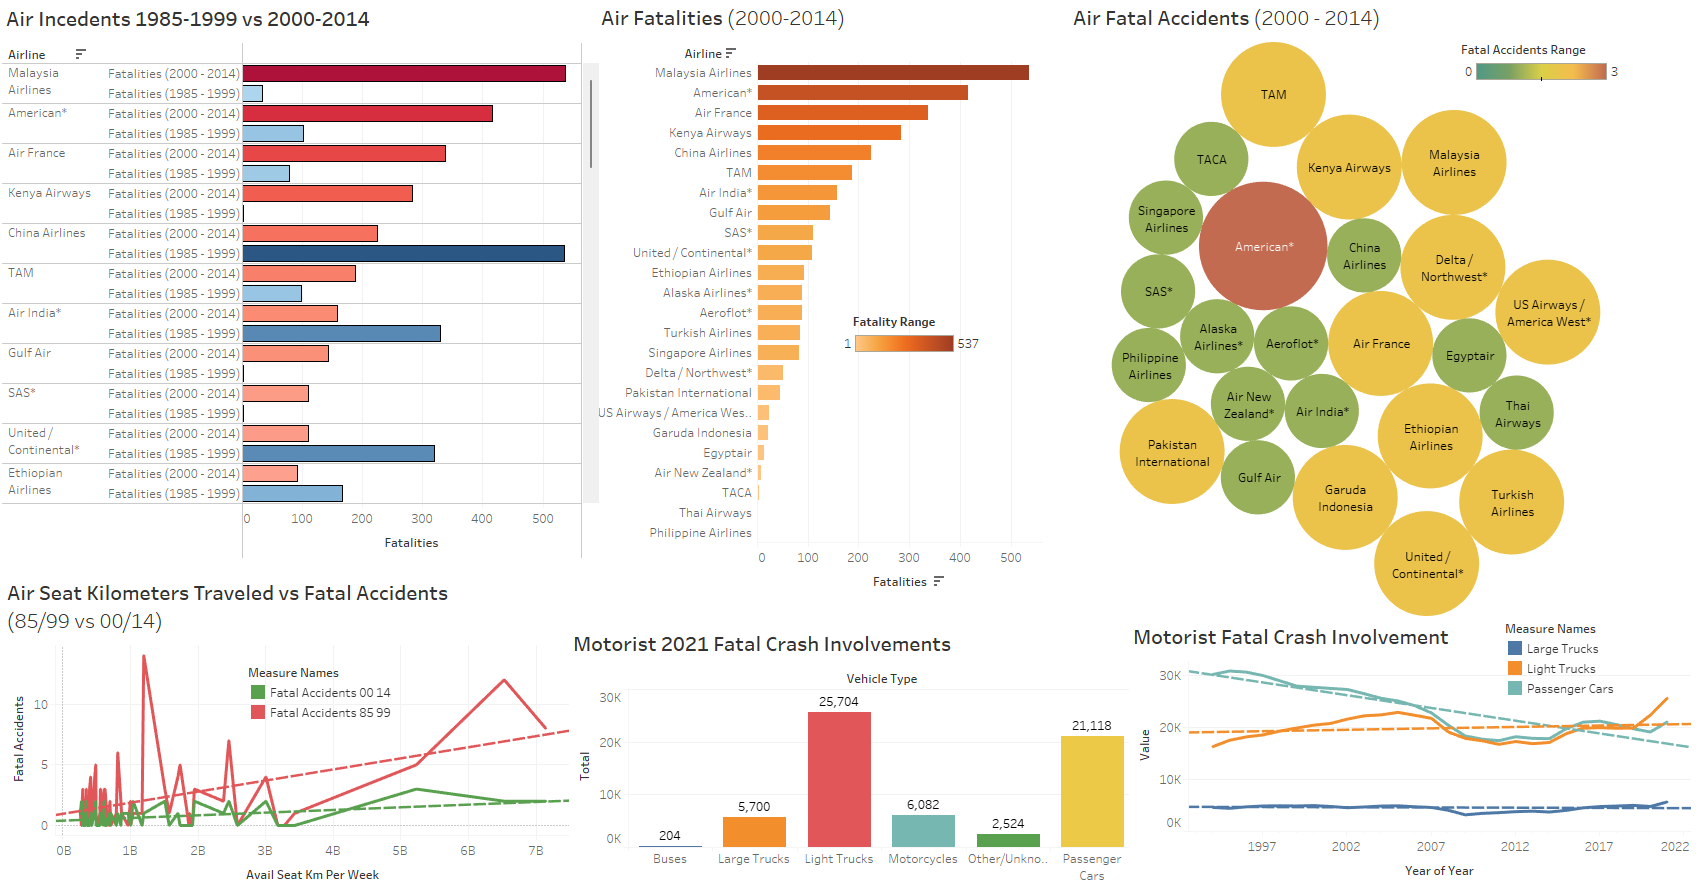 Air Incedents 1985-1999 vs 2000-2014
Airline
Malaysia
Airlines
Fatalities (2000 - 2014)
Fatalities (1985 - 1999)
American*
Fatalities (2000 - 2014)
Fatalities (1985 - 1999)
Air France
Fatalities (2000 - 2014)
Fatalities (1985 - 1999)
Kenya Airways
Fatalities (2000 - 2014)
Fatalities (1985 - 1999)
China Airlines
Fatalities (2000 - 2014)
Fatalities (1985 - 1999)
TAM
Fatalities (2000 - 2014)
Fatalities (1985 - 1999)
Air India*
Fatalities (2000 - 2014)
Fatalities (1985 - 1999)
Gulf Air
Fatalities (2000 - 2014)
Fatalities (1985 - 1999)
SAS*
Fatalities (2000 - 2014)
Fatalities (1985 - 1999)
United /
Continental*
Fatalities (2000 - 2014)
Fatalities (1985 - 1999)
Ethiopian
Airlines
Fatalities (2000 - 2014)
Fatalities (1985 - 1999)
0 100 200 300 400 500
Fatalities
Air Fatalities (2000-2014)
Airline
Malaysia Airlines
American*
Air France
Kenya Airways
China Airlines
TAM
Air India*
Gulf Air
SAS*
United / Continental*
Ethiopian Airlines
Alaska Airlines*
Aeroflot*
Turkish Airlines
Singapore Airlines
Delta / Northwest*
Pakistan International
US Airways / America Wes..
Garuda Indonesia
Egyptair
Air New Zealand*
TACA
Thai Airways
Philippine Airlines
0 100 200 300 400 500
Fatalities
Fatality Range
1 537
Air Fatal Accidents (2000 - 2014)
Fatal Accidents Range
0 3
TAM
TACA
Kenya Airways
Malaysia
Airlines
Singapore
Airlines
American*
China
Airlines
Delta /
Northwest*
SAS*
US Airways /
America West*
Alaska
Airlines*
Aeroflot*
Air France
Egyptair
Philippine
Airlines
Air New
Zealand*
Air India*
Thai
Airways
Pakistan
International
Ethiopian
Airlines
Gulf Air
Garuda
Indonesia
Turkish
Airlines
United /
Continental*
Air Seat Kilometers Traveled vs Fatal Accidents
(85/99 vs 00/14)
Measure Names
Fatal Accidents 00 14
Fatal Accidents 85 99
Fatal Accidents
10
5
0
0B 1B 2B 3B 4B 5B 6B 7B
Avail Seat Km Per Week
Motorist 2021 Fatal Crash Involvements
Vehicle Type
Total
30K
20K
10K
0K
204
5,700
25,704
6,082
2,524
21,118
Buses
Large Trucks
Light Trucks
Motorcycles
Other/Unkno..
Passenger
Cars
Motorist Fatal Crash Involvement
Measure Names
Large Trucks
Light Trucks
Passenger Cars
Value
30K
20K
10K
0K
1997 2002 2007 2012 2017 2022
Year of Year